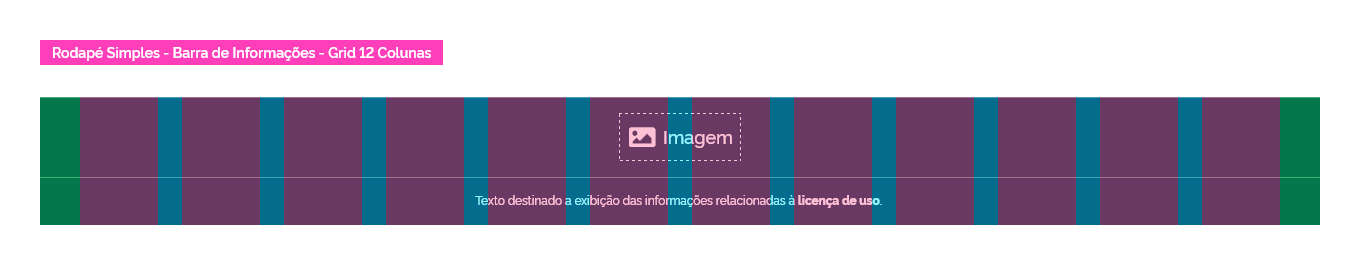 Rodapé Simples - Barra de Informações - Grid 12 Colunas
Imagem
Texto destinado a exibição das informações relacionadas à licença de uso.